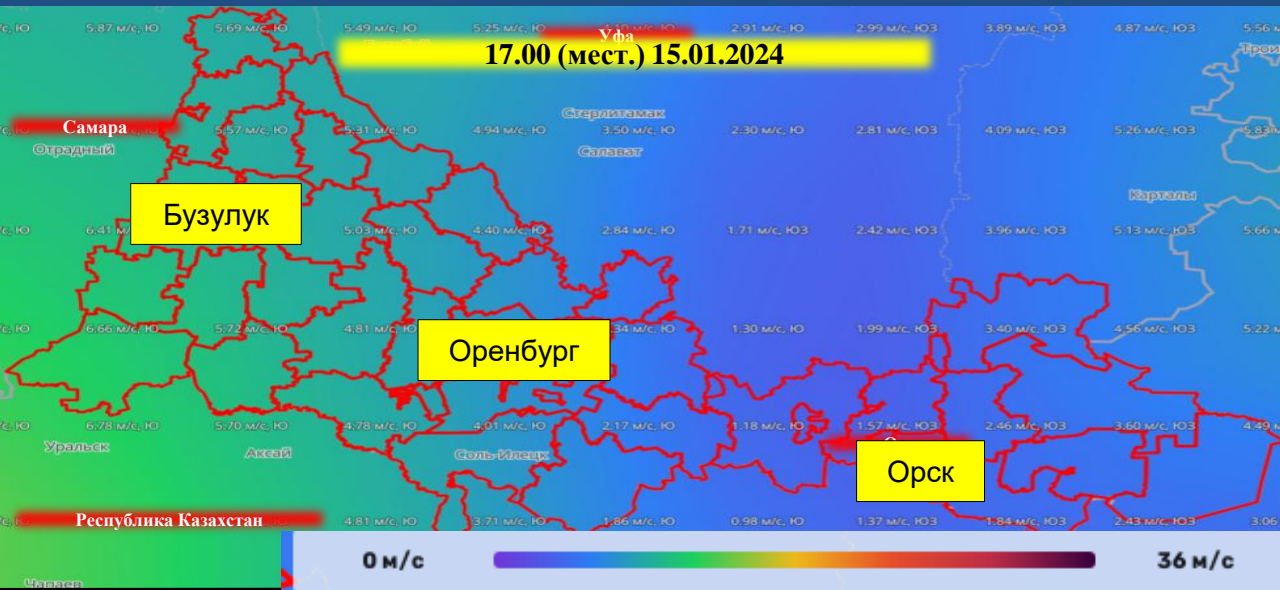 5.87 м/с, Ю 5.69 м/с, Ю 5.49 м/с, Ю 5.25 м/с, Ю 2.91 м/с, Ю 2.99 м/с, ЮЗ 3.89 м/с, ЮЗ 4.87 м/с, ЮЗ
Уфа
17.00 (мест.) 15.01.2024
Стерлитамак
Самара 5.57 м/с, Ю 5.31 м/с, Ю 4.94 м/с, Ю 3.50 м/с, Ю 2.30 м/с, Ю 2.81 м/с, ЮЗ 4.09 м/с, ЮЗ 5.26 м/с, ЮЗ
Отрадный Салават
Карталы
Бузулук
6.41 5.03 м/с, Ю 4.40 м/с, Ю 2.84 м/с, Ю 1.71 м/с, ЮЗ 2.42 м/с, ЮЗ 3.96 м/с, ЮЗ 5.13 м/с, ЮЗ 5.66
6.66 м/с, Ю 5.72 м/с, Ю 4.81 м/с, Ю м/с, Ю 1.30 м/с, Ю 1.99 м/с, ЮЗ 3.40 м/с, ЮЗ 4.56 м/с, ЮЗ 5.22
Оренбург
6.78 м/с, Ю 5.70 м/с, Ю 4.78 м/с, Ю 4.01 м/с, Ю 2.17 м/с, Ю 1.18 м/с, Ю 1.57 м/с, ЮЗ 2.46 м/с, ЮЗ 3.60 м/с, ЮЗ 4.49
Уральск Аксай Соль-Илецк
Орск
Республика Казахстан 4.81 м/с, Ю 3.71 м/с, Ю 1.86 м/с, Ю 0.98 м/с, Ю 1.37 м/с, ЮЗ 1.84 м/с, ЮЗ 2.43 м/с, ЮЗ 3.06
0 м/с 36 м/с
Чапаев